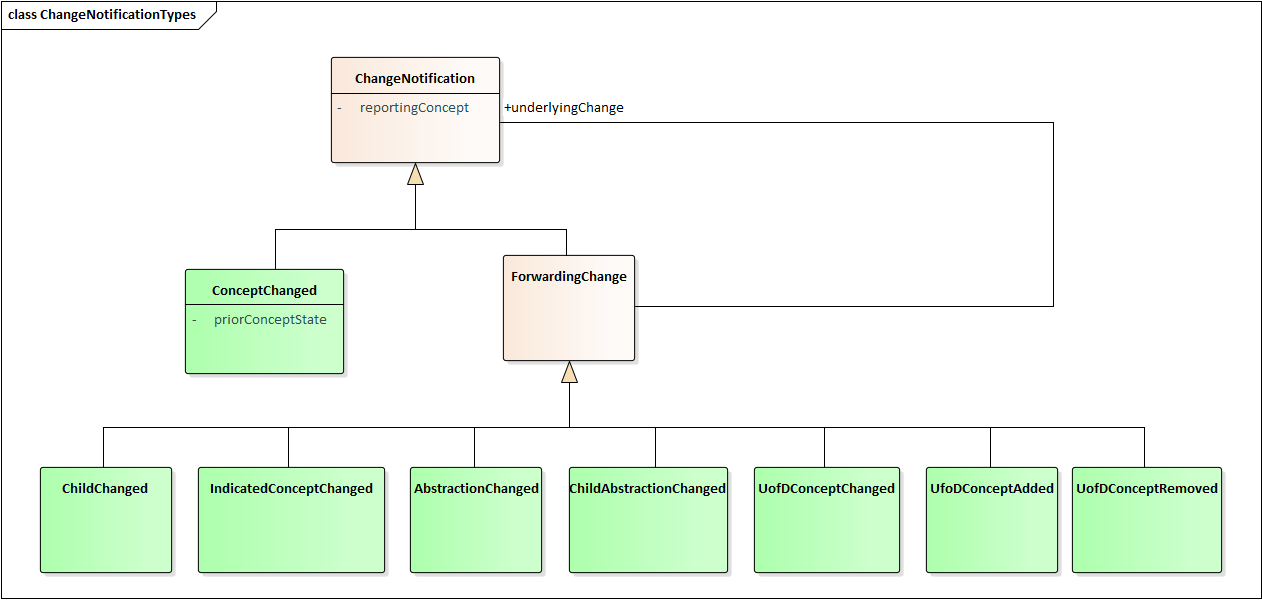 class ChangeNotificationTypes
ChangeNotification
- reportingConcept
+underlyingChange
ConceptChanged
- priorConceptState
ForwardingChange
ChildChanged
IndicatedConceptChanged
AbstractionChanged
ChildAbstractionChanged
UofDConceptChanged
UfoDConceptAdded
UofDConceptRemoved